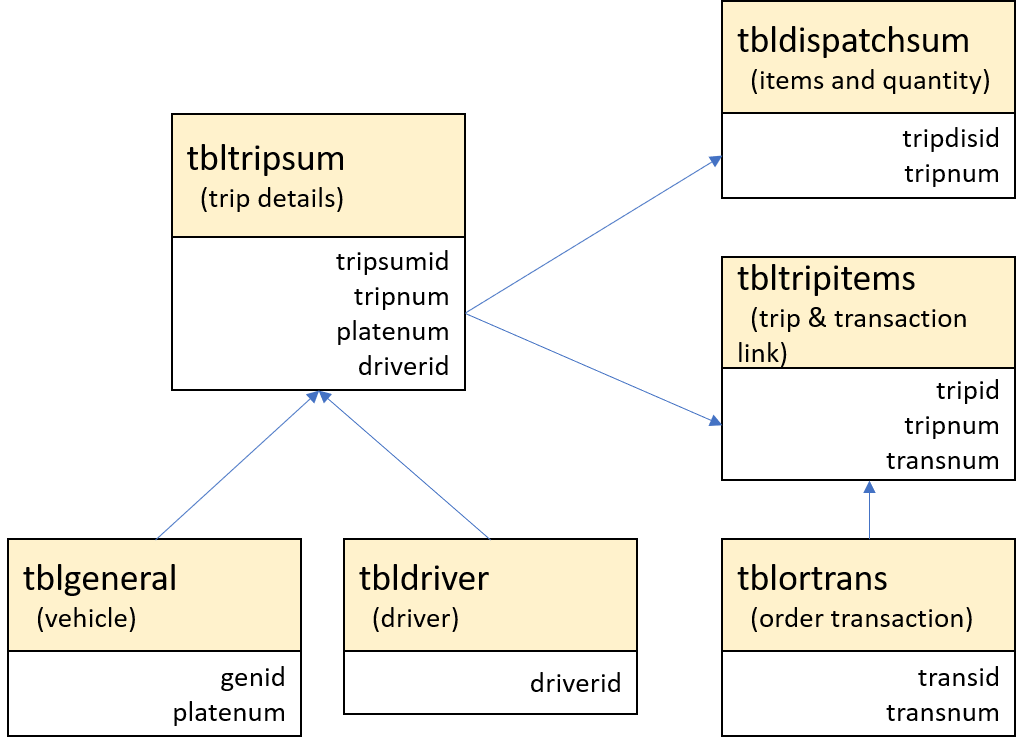 tbldispatchsum
(items and quantity)
tripdisid
tripnum
tbltripsum
(trip details)
tripsumid
tripnum
platenum
driverid
tbltripitems
(trip & transaction
link)
tripid
tripnum
transnum
tblgeneral
(vehicle)
genid
platenum
tbldriver
(driver)
driverid
tblortrans
(order transaction)
transid
transnum